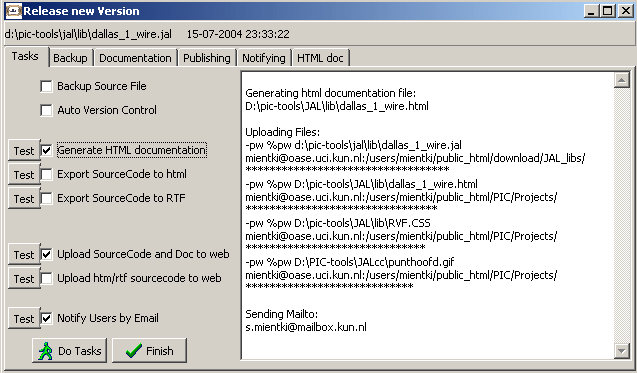 Release new Version
d:\pic-tools\jal\lib\dallas_1_wire.jal 15-07-2004 23:33:22
Tasks Backup Documentation Publishing Notifying HTML doc
Backup Source File
Auto Version Control
Test Generate HTML documentation
Test Export SourceCode to html
Test Export SourceCode to RTF
Test Upload SourceCode and Doc to web
Test Upload htm/rtf sourcecode to web
Test Notify Users by Email
Do Tasks Finish
Generating html documentation file:
D:\pic-tools\JAL\lib\dallas_1_wire.html
Uploading Files:
-pw %pw d:\pic-tools\jal\lib\dallas_1_wire.jal
mientki@oase.uci.kun.nl:/users/mientki/public_html/download/JAL_libs/
**********************************
-pw %pw D:\pic-tools\JAL\lib\dallas_1_wire.html
mientki@oase.uci.kun.nl:/users/mientki/public_html/PIC/Projects/
********************************
-pw %pw D:\pic-tools\JAL\lib\RVF.CSS
mientki@oase.uci.kun.nl:/users/mientki/public_html/PIC/Projects/
******************************
-pw %pw D:\PIC-tools\JALcc\punthoofd.gif
mientki@oase.uci.kun.nl:/users/mientki/public_html/PIC/Projects/
****************************
Sending Mailto:
s.mientki@mailbox.kun.nl